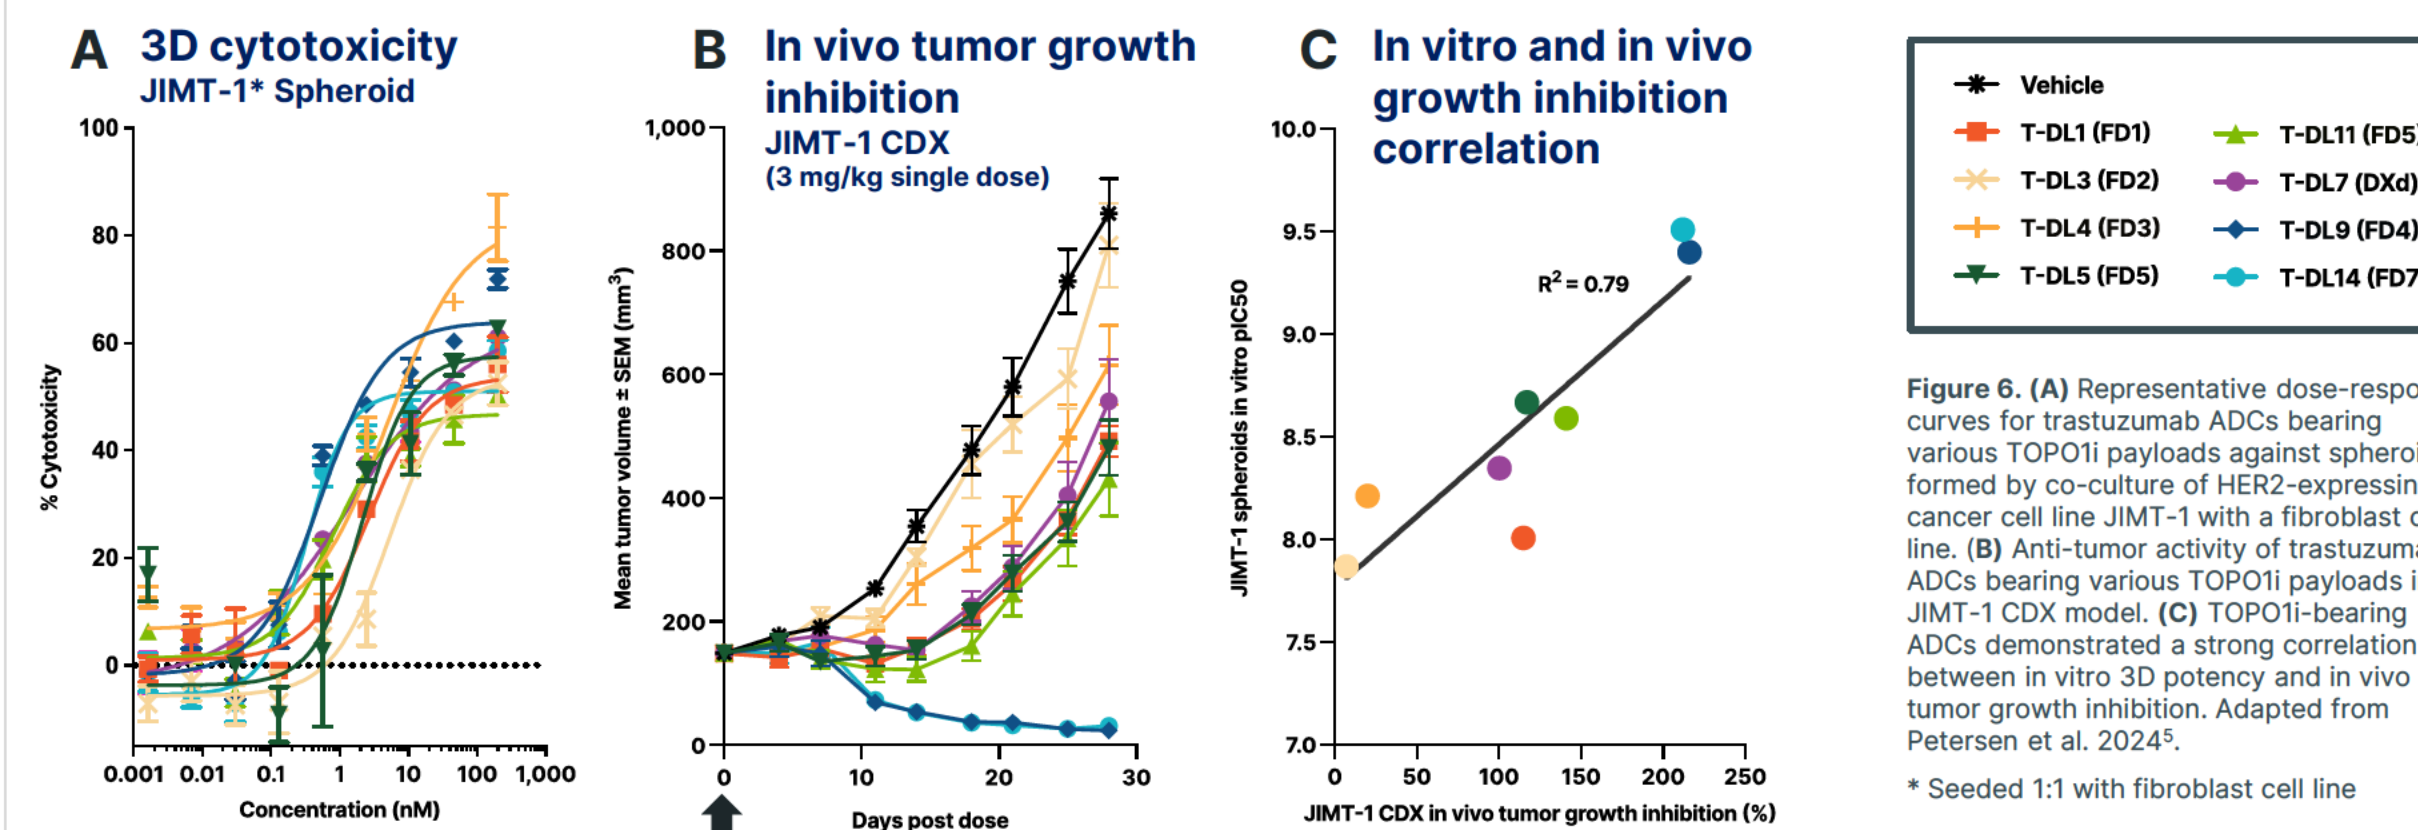 A 3D cytotoxicity
JIMT-1* Spheroid
100
80
60
40
20
0
% Cytotoxicity
0.001 0.01 0.1 1 10 100 1,000
Concentration (nM)
B In vivo tumor growth
inhibition
JIMT-1 CDX
(3 mg/kg single dose)
1,000
800
600
400
200
0
Mean tumor volume ± SEM (mm³)
0 10 20 30
Days post dose
C In vitro and in vivo
growth inhibition
correlation
10.0
9.5
9.0
8.5
8.0
7.5
7.0
JIMT-1 spheroids in vitro pIC50
R² = 0.79
0 50 100 150 200 250
JIMT-1 CDX in vivo tumor growth inhibition (%)
Vehicle
T-DL1 (FD1)
T-DL3 (FD2)
T-DL4 (FD3)
T-DL5 (FD5)
T-DL11 (FD5)
T-DL7 (DXd)
T-DL9 (FD4)
T-DL14 (FD7
Figure 6. (A) Representative dose-respo
curves for trastuzumab ADCs bearing
various TOPO1i payloads against spheroi
formed by co-culture of HER2-expressin
cancer cell line JIMT-1 with a fibroblast c
line. (B) Anti-tumor activity of trastuzuma
ADCs bearing various TOPO1i payloads i
JIMT-1 CDX model. (C) TOPO1i-bearing
ADCs demonstrated a strong correlation
between in vitro 3D potency and in vivo
tumor growth inhibition. Adapted from
Petersen et al. 2024⁵.
* Seeded 1:1 with fibroblast cell line